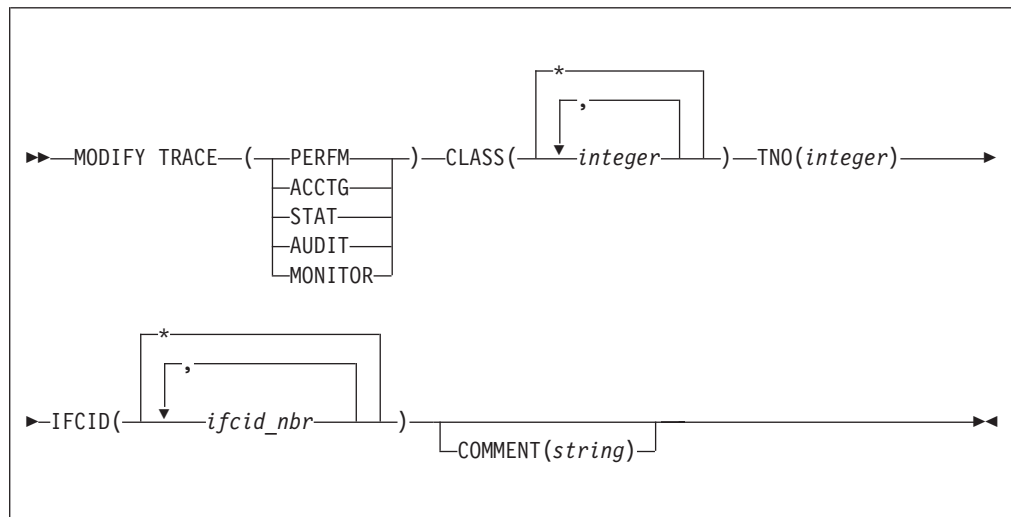 *
,
MODIFY TRACE ( PERFM ) CLASS( integer ) TNO(integer)
ACCTG
STAT
AUDIT
MONITOR
*
,
IFCID( ifcid_nbr )
COMMENT(string)